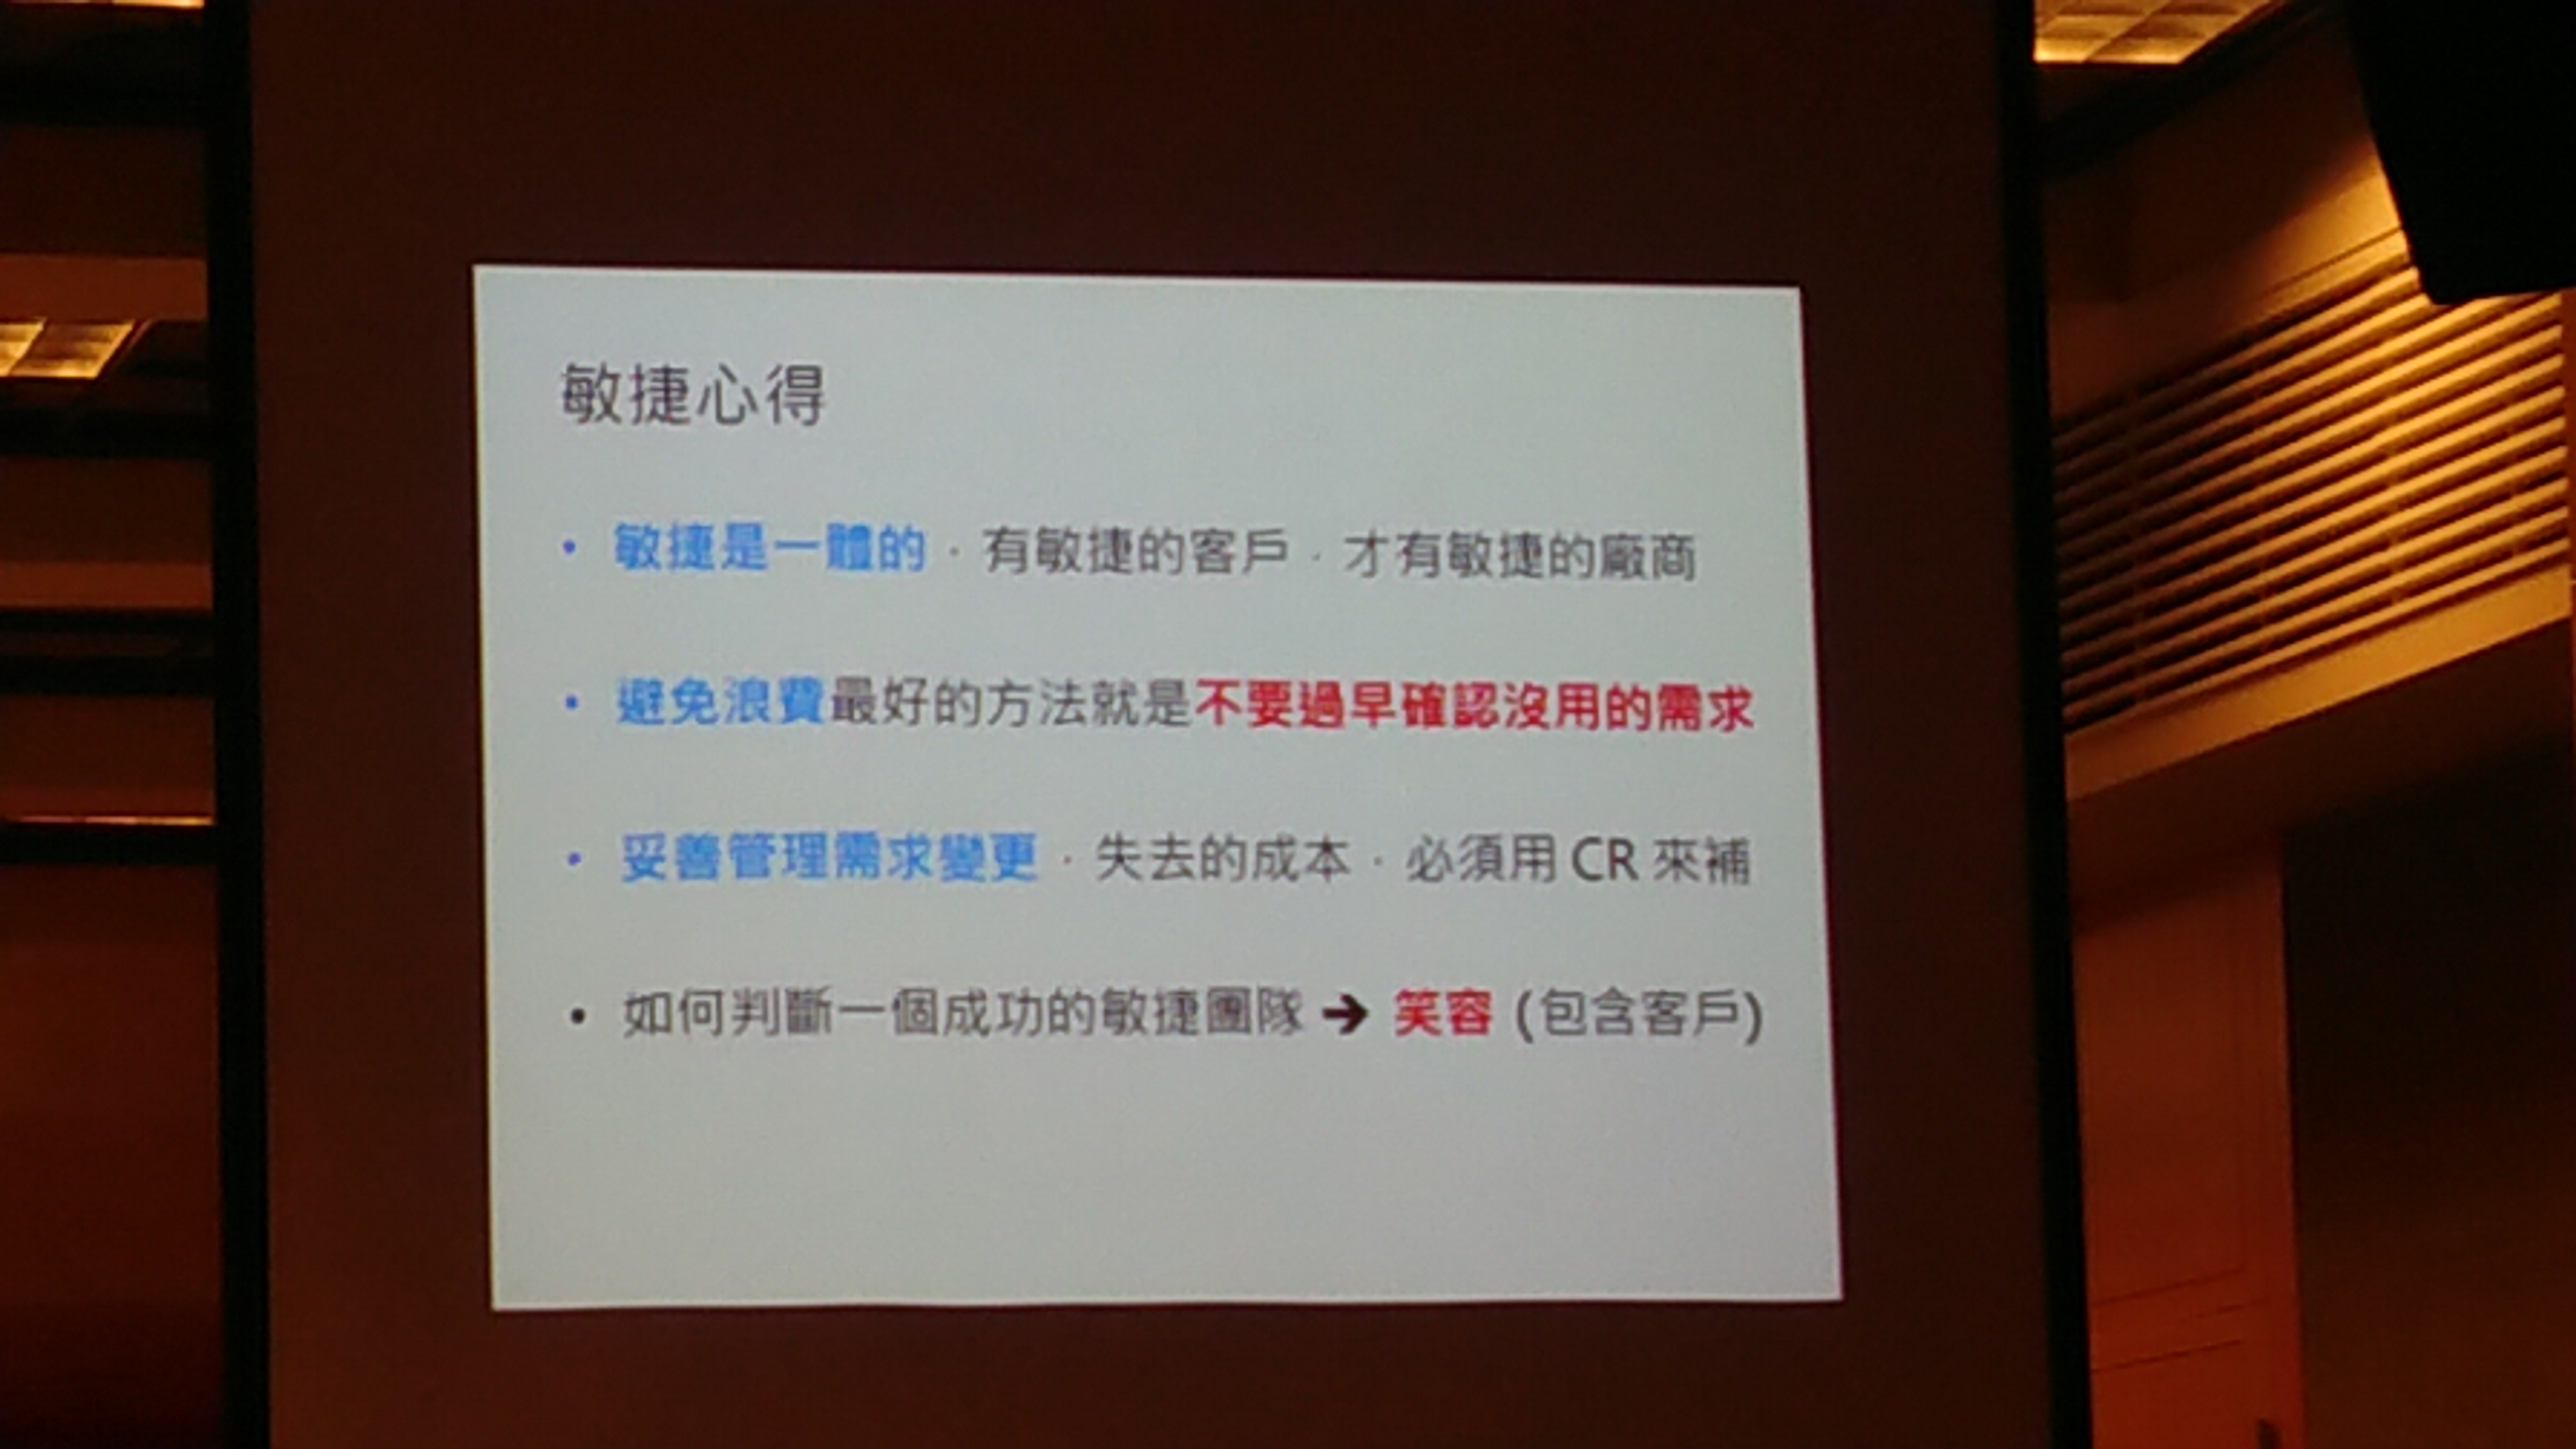 敏捷心得
• 敏捷是一體的，有敏捷的客戶，才有敏捷的廠商
• 避免浪費最好的方法就是不要過早確認沒用的需求
• 妥善管理需求變更，失去的成本，必須用 CR 來補
• 如何判斷一個成功的敏捷團隊 → 笑容 (包含客戶)